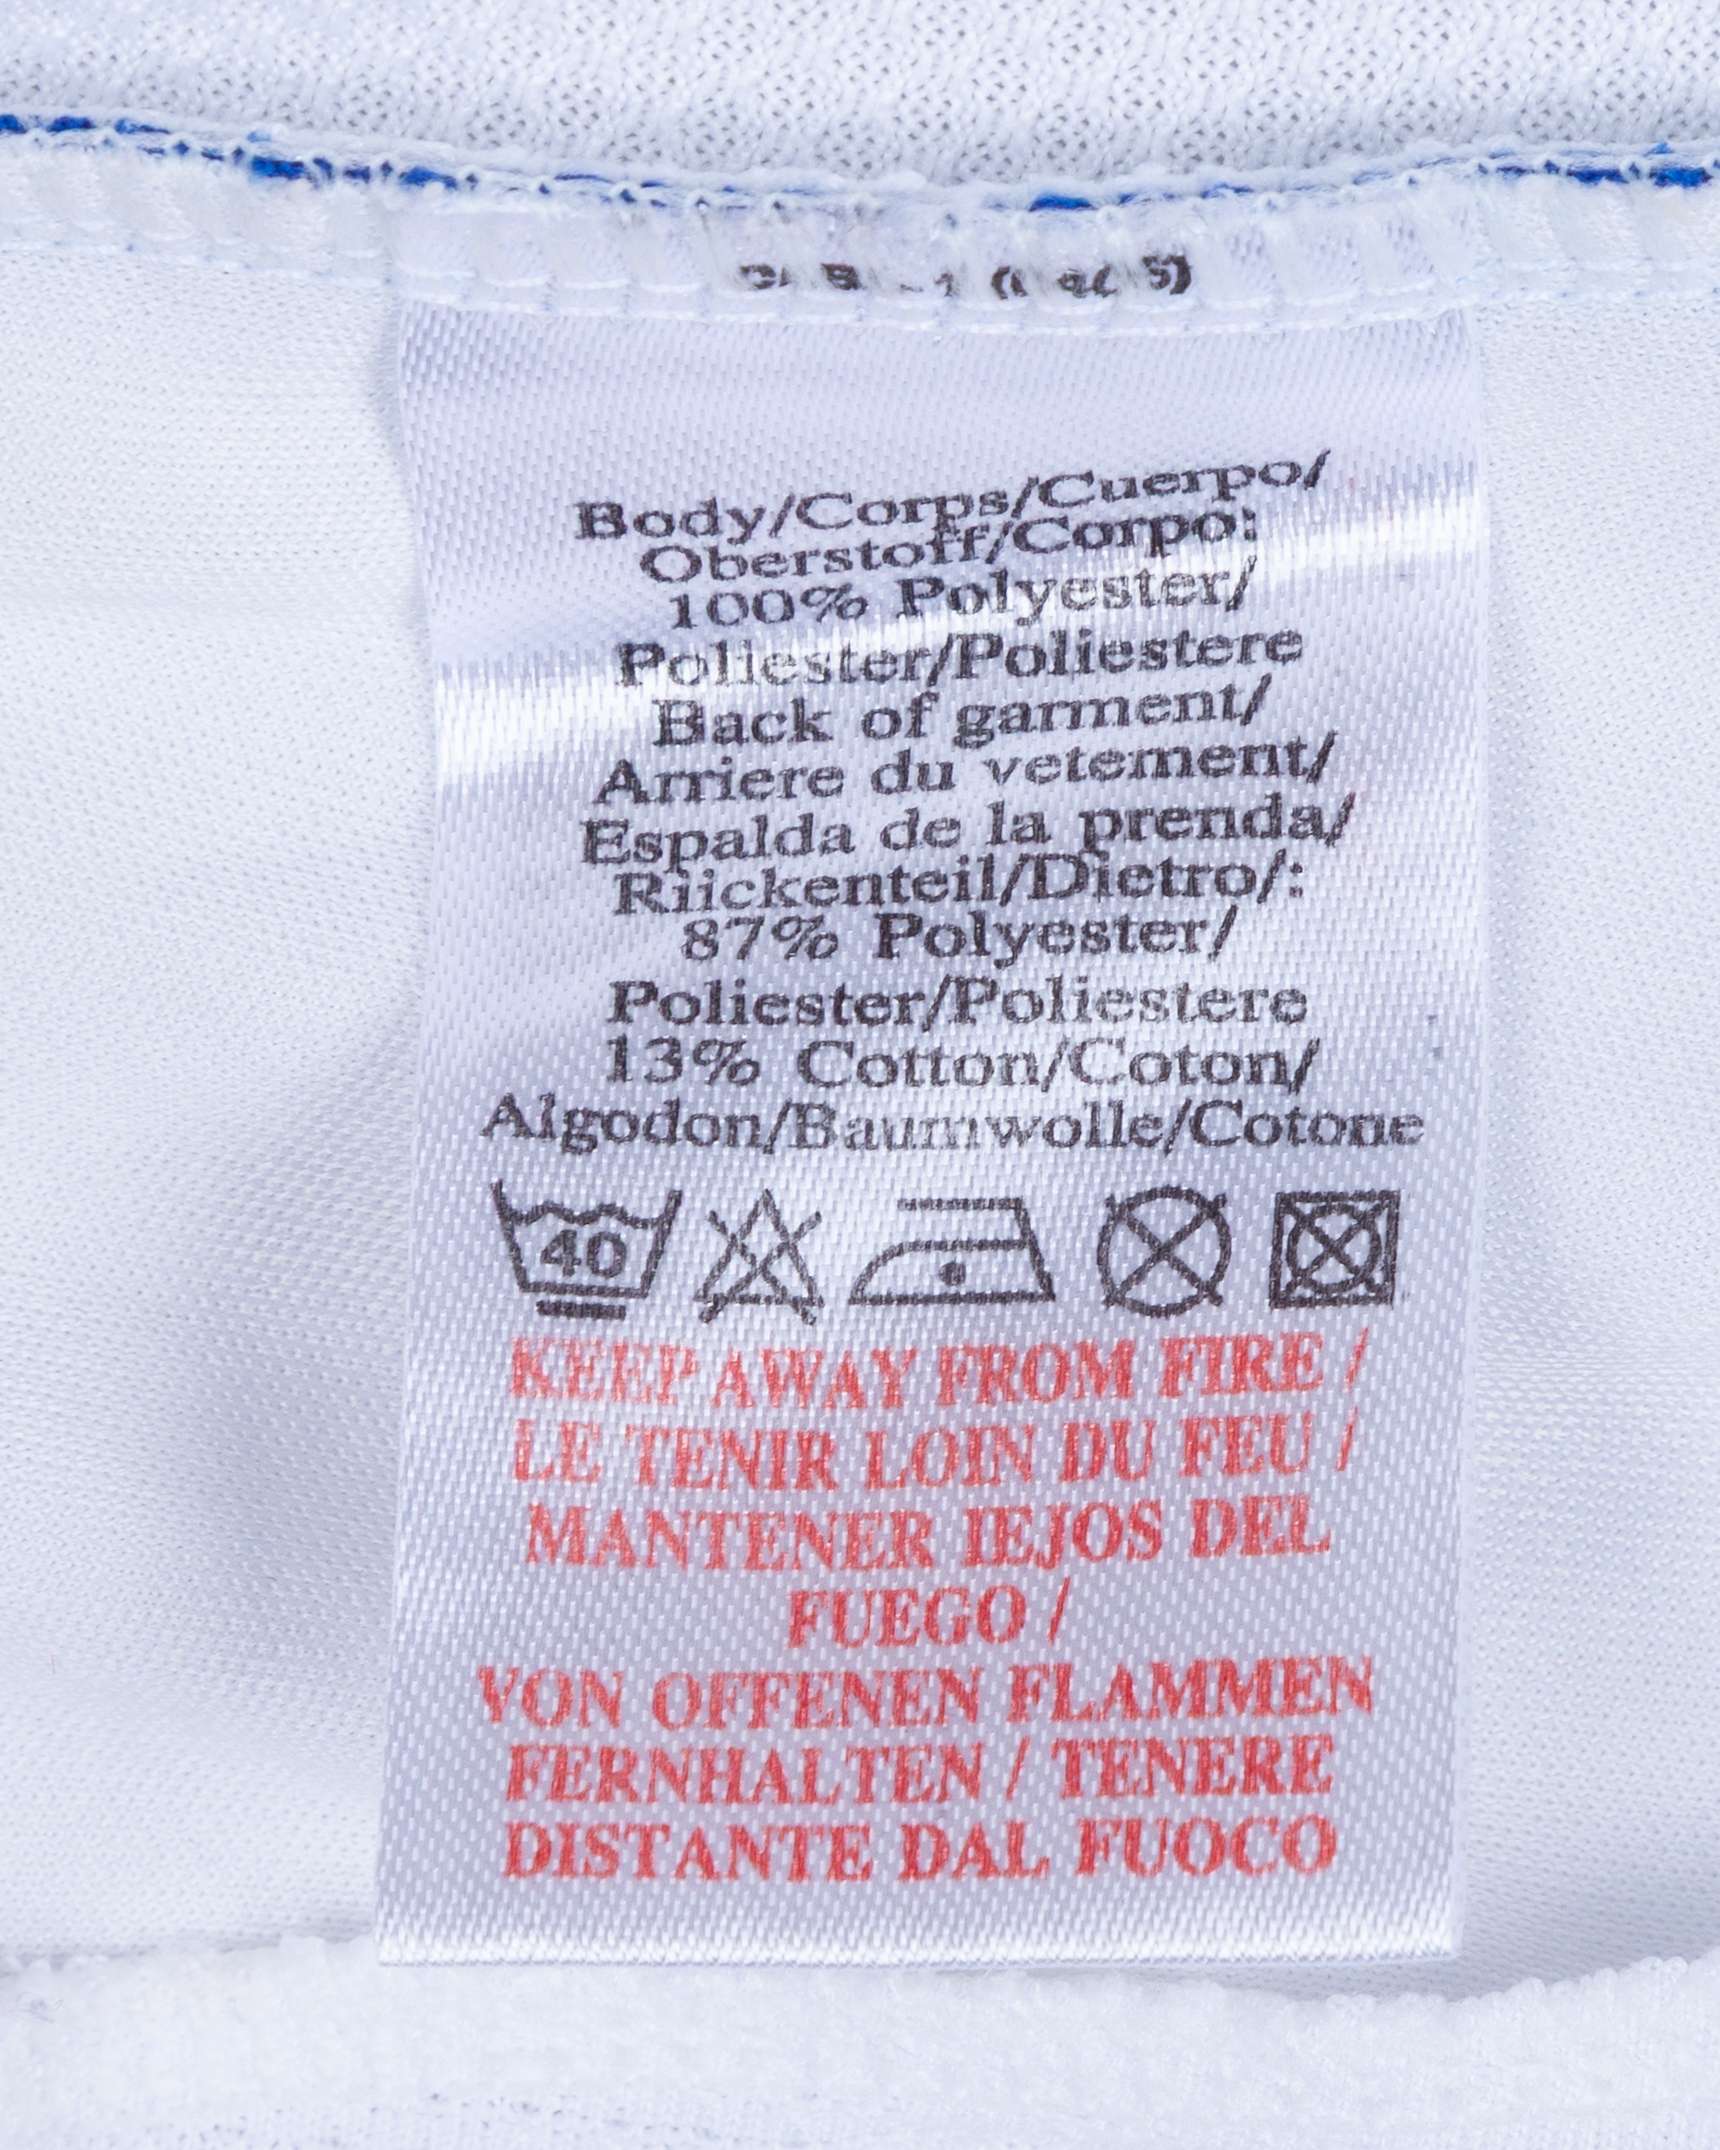 Body/Corps/Cuerpo/
Oberstoff/Corpo:
100% Polyester/
Poliester/Poliestere
Back of garment/
Arriere du vetement/
Espalda de la prenda/
Riickenteil/Dietro/:
87% Polyester/
Poliester/Poliestere
13% Cotton/Coton/
Algodon/Baumwolle/Cotone
40
KEEP AWAY FROM FIRE /
LE TENIR LOIN DU FEU /
MANTENER IEJOS DEL
FUEGO /
VON OFFENEN FLAMMEN
FERNHALTEN / TENERE
DISTANTE DAL FUOCO